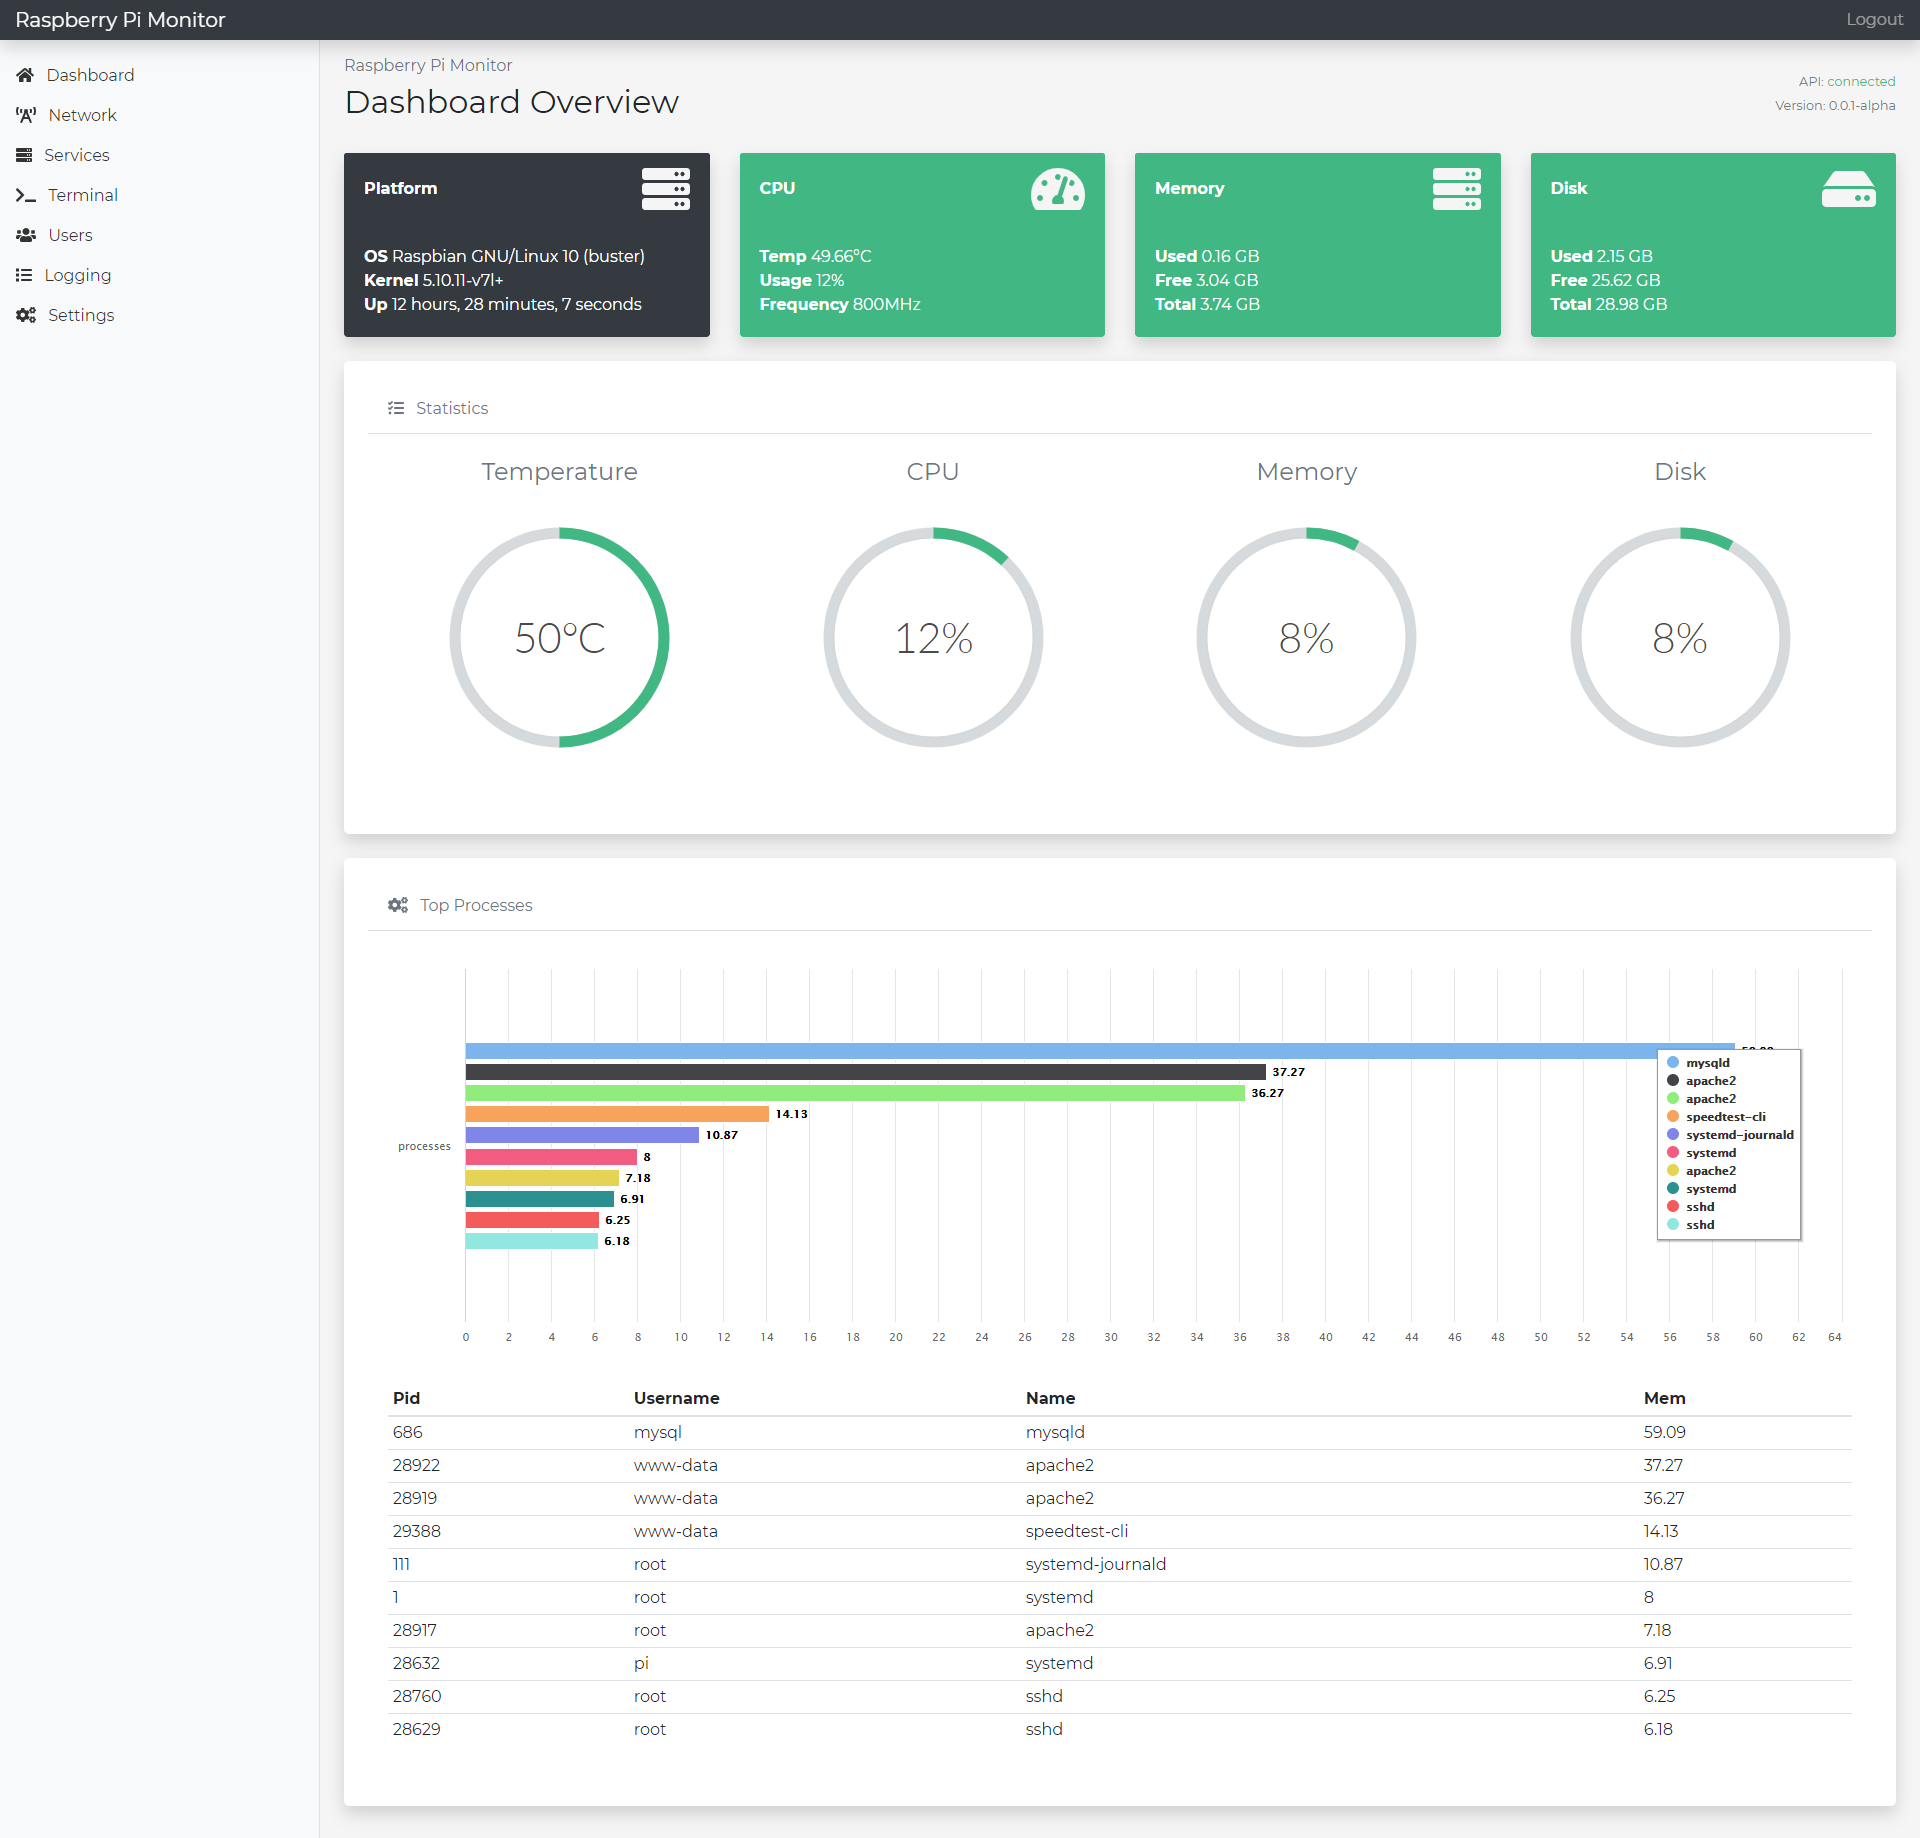 Raspberry Pi Monitor
Logout
Dashboard
Network
Services
Terminal
Users
Logging
Settings
Raspberry Pi Monitor
Dashboard Overview
API: connected
Version: 0.0.1-alpha
Platform
OS Raspbian GNU/Linux 10 (buster)
Kernel 5.10.11-v7l+
Up 12 hours, 28 minutes, 7 seconds
CPU
Temp 49.66°C
Usage 12%
Frequency 800MHz
Memory
Used 0.16 GB
Free 3.04 GB
Total 3.74 GB
Disk
Used 2.15 GB
Free 25.62 GB
Total 28.98 GB
Statistics
Temperature
50°C
CPU
12%
Memory
8%
Disk
8%
Top Processes
processes
37.27
36.27
14.13
10.87
8
7.18
6.91
6.25
6.18
mysqld
apache2
apache2
speedtest-cli
systemd-journald
systemd
apache2
systemd
sshd
sshd
0 2 4 6 8 10 12 14 16 18 20 22 24 26 28 30 32 34 36 38 40 42 44 46 48 50 52 54 56 58 60 62 64
Pid Username Name Mem
686 mysql mysqld 59.09
28922 www-data apache2 37.27
28919 www-data apache2 36.27
29388 www-data speedtest-cli 14.13
111 root systemd-journald 10.87
1 root systemd 8
28917 root apache2 7.18
28632 pi systemd 6.91
28760 root sshd 6.25
28629 root sshd 6.18